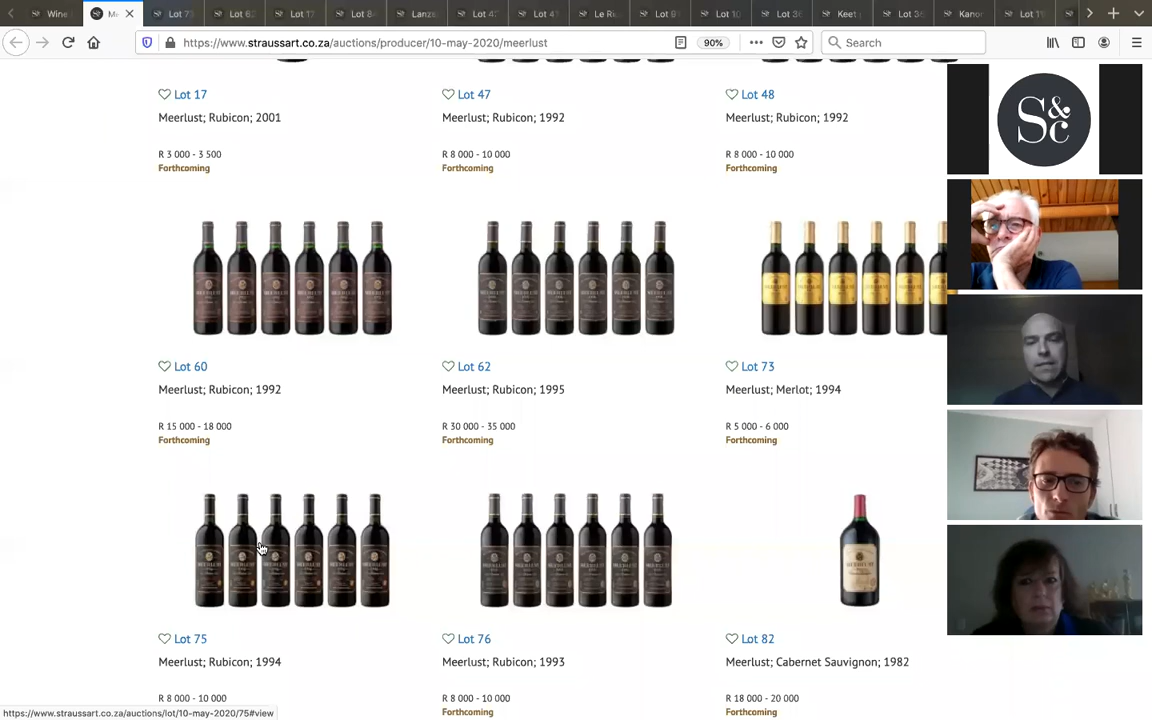 Wine
M
Lot 7
Lot 6
Lot 1
Lot 8
Lanze
Lot 4
Lot 4
Le Ri
Lot 9
Lot 10
Lot 3
Keet
Lot 3
Kanon
Lot 1
https://www.straussart.co.za/auctions/producer/10-may-2020/meerlust
90%
Search
S&c
Lot 17
Lot 47
Lot 48
Meerlust; Rubicon; 2001
Meerlust; Rubicon; 1992
Meerlust; Rubicon; 1992
R 3 000 - 3 500
R 8 000 - 10 000
R 8 000 - 10 000
Forthcoming
Forthcoming
Forthcoming
Lot 60
Lot 62
Lot 73
Meerlust; Rubicon; 1992
Meerlust; Rubicon; 1995
Meerlust; Merlot; 1994
R 15 000 - 18 000
R 30 000 - 35 000
R 5 000 - 6 000
Forthcoming
Forthcoming
Forthcoming
Lot 75
Lot 76
Lot 82
Meerlust; Rubicon; 1994
Meerlust; Rubicon; 1993
Meerlust; Cabernet Sauvignon; 1982
R 8 000 - 10 000
R 8 000 - 10 000
R 18 000 - 20 000
Forthcoming
Forthcoming
https://www.straussart.co.za/auctions/lot/10-may-2020/75#view